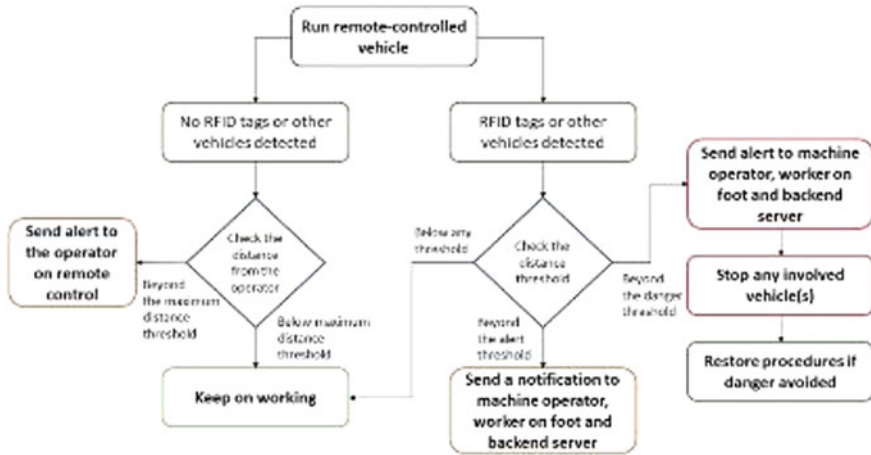 Run remote-controlled
vehicle
No RFID tags or other
vehicles detected
RFID tags or other
vehicles detected
Send alert to machine
operator, worker on
foot and backend
server
Send alert to
the operator
on remote
control
Check the
distance
from the
operator
Below any
threshold
Check the
distance
threshold
Beyond
the maximum
distance
threshold
Below maximum
distance
threshold
Beyond
the alert
threshold
Beyond
the danger
threshold
Stop any involved
vehicle(s)
Restore procedures if
danger avoided
Keep on working
Send a notification to
machine operator,
worker on foot and
backend server